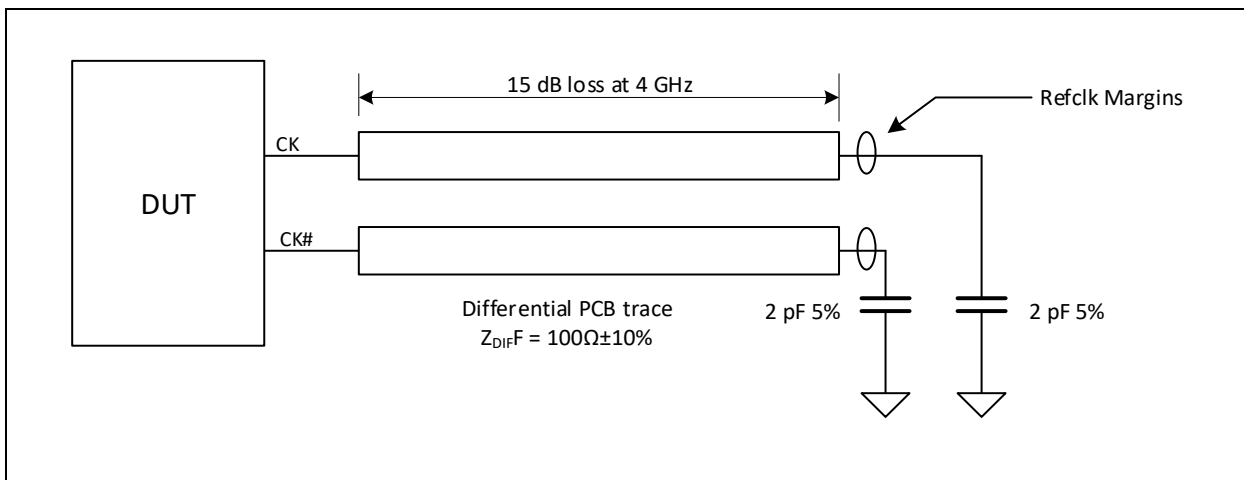 15 dB loss at 4 GHz
Refclk Margins
CK
DUT
CK#
Differential PCB trace
2 pF 5%
2 pF 5%
ZDIFF = 100Ω±10%